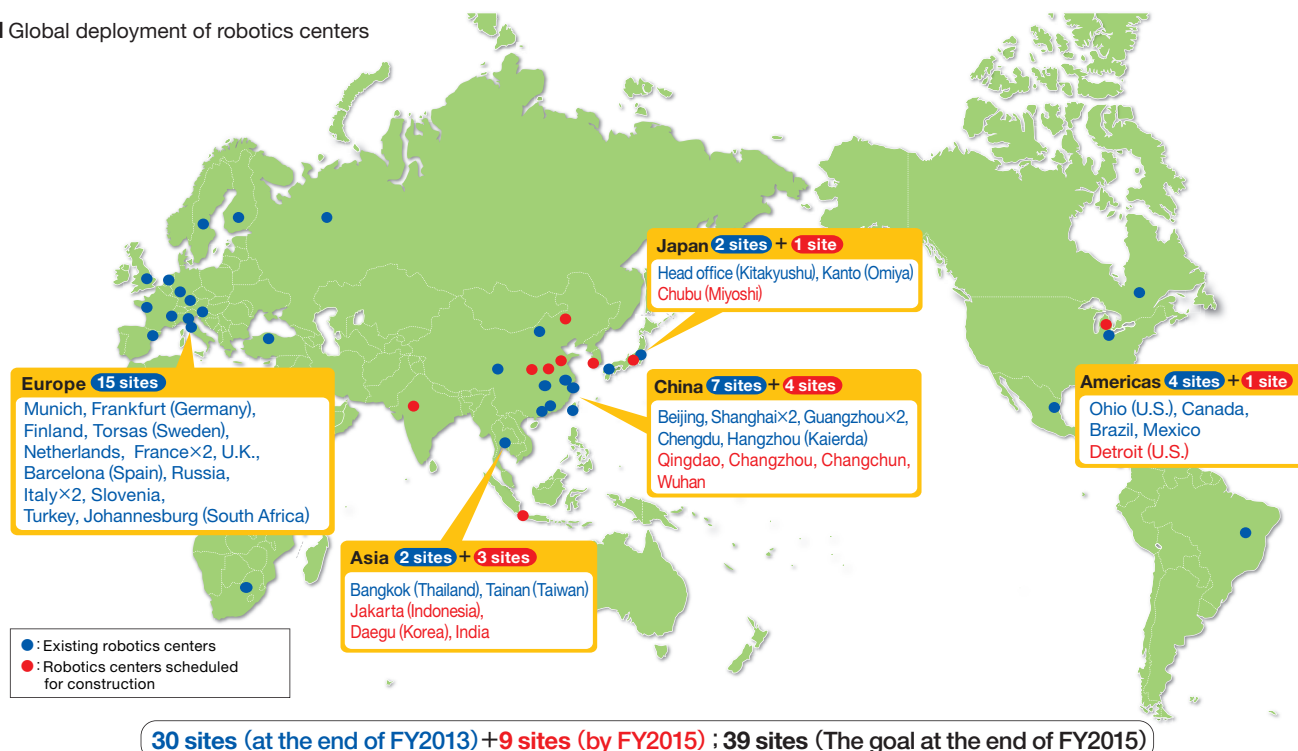 Global deployment of robotics centers
Japan 2 sites + 1 site
Head office (Kitakyushu), Kanto (Omiya)
Chubu (Miyoshi)
Europe 15 sites
Munich, Frankfurt (Germany),
Finland, Torsas (Sweden),
Netherlands, France×2, U.K.,
Barcelona (Spain), Russia,
Italy×2, Slovenia,
Turkey, Johannesburg (South Africa)
China 7 sites + 4 sites
Beijing, Shanghai×2, Guangzhou×2,
Chengdu, Hangzhou (Kaierda)
Qingdao, Changzhou, Changchun,
Wuhan
Americas 4 sites + 1 site
Ohio (U.S.), Canada,
Brazil, Mexico
Detroit (U.S.)
Asia 2 sites + 3 sites
Bangkok (Thailand), Tainan (Taiwan)
Jakarta (Indonesia),
Daegu (Korea), India
: Existing robotics centers
: Robotics centers scheduled
for construction
30 sites (at the end of FY2013)+9 sites (by FY2015) ; 39 sites (The goal at the end of FY2015)